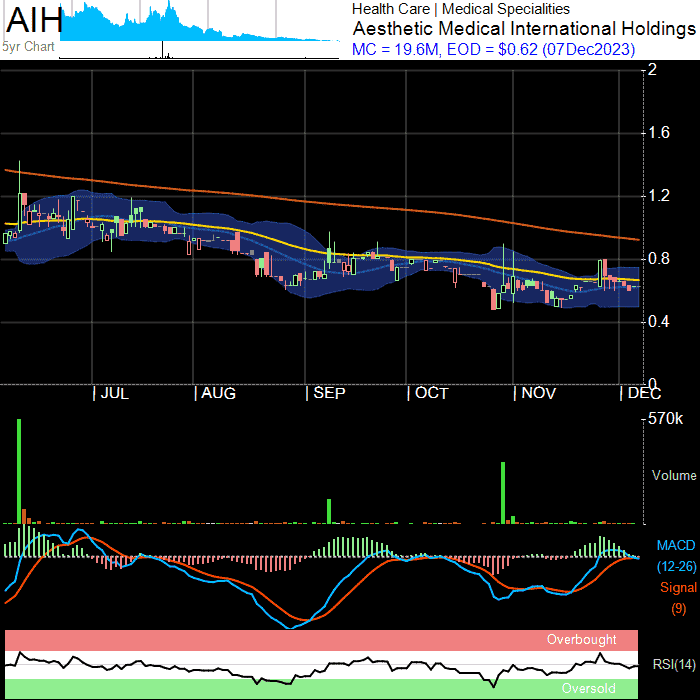 AIH
5yr Chart
Health Care | Medical Specialities
Aesthetic Medical International Holdings
MC = 19.6M, EOD = $0.62 (07Dec2023)
2
1.6
1.2
0.8
0.4
0
JUL
AUG
SEP
OCT
NOV
DEC
570k
Volume
MACD
(12-26)
Signal
(9)
Overbought
RSI(14)
Oversold